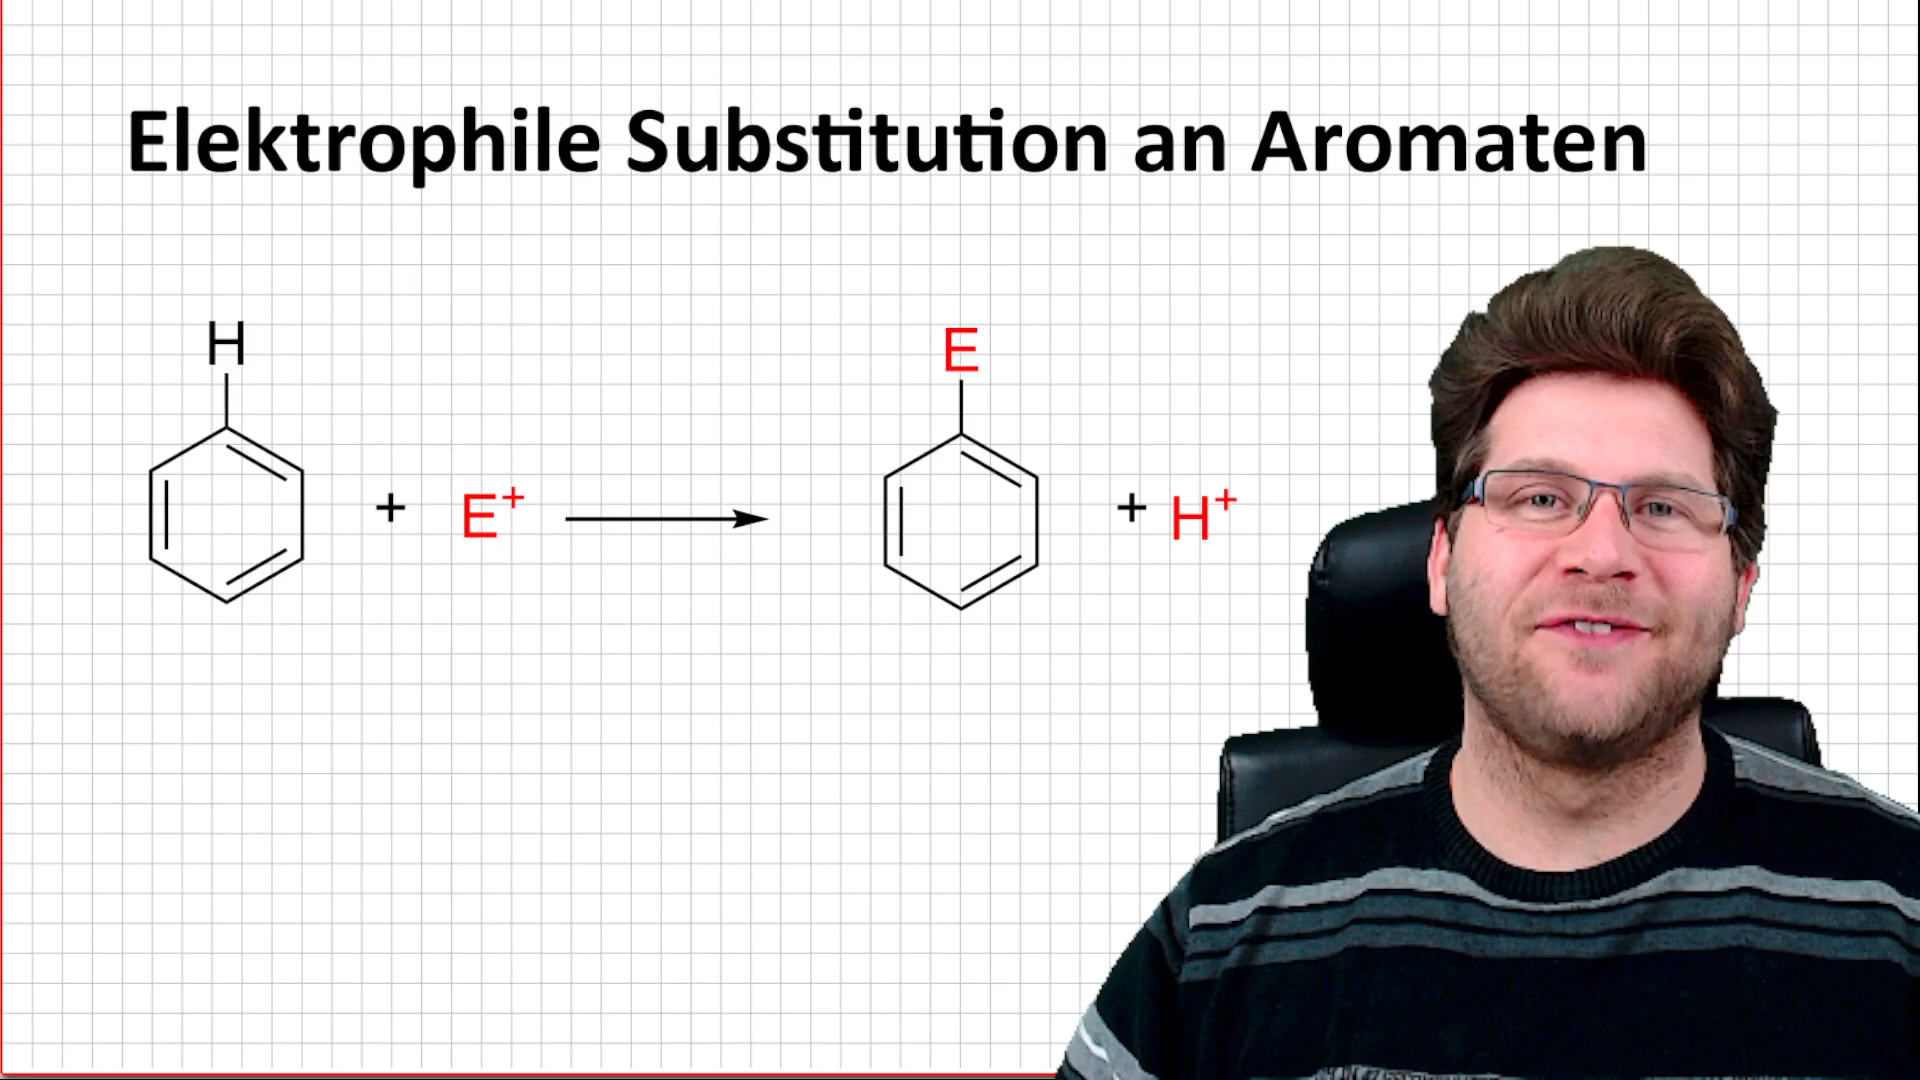 Elektrophile Substitution an Aromaten
H E
+ E⁺ + H⁺